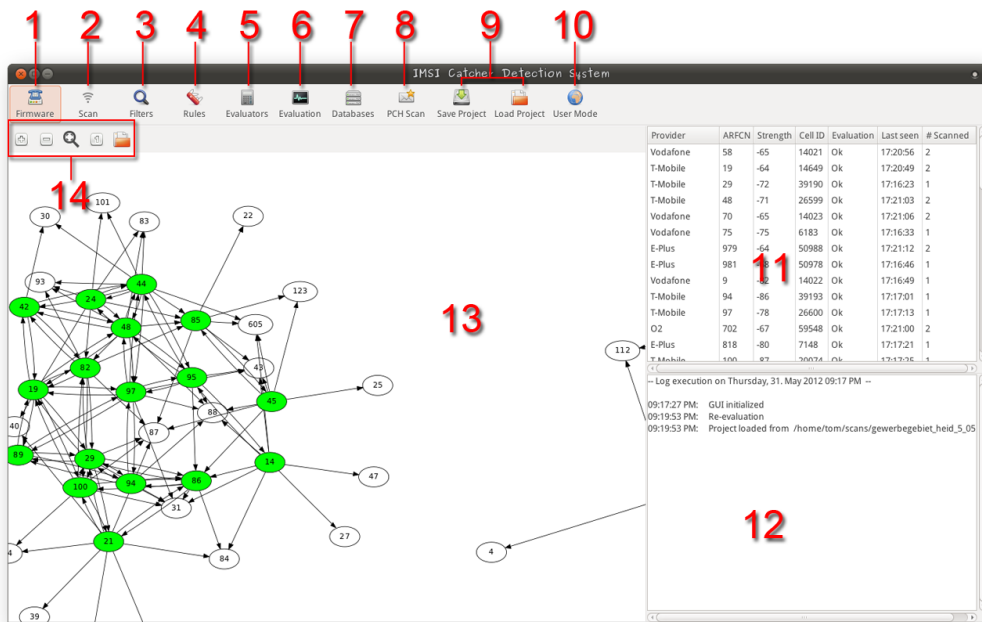 1 2 3 4 5 6 7 8 9 10
IMSI Catcher Detection System
Firmware Scan Filters Rules Evaluators Evaluation Databases PCH Scan Save Project Load Project User Mode
14
Provider ARFCN Strength Cell ID Evaluation Last seen # Scanned
Vodafone 58 -65 14021 Ok 17:20:56 2
T-Mobile 19 -64 14649 Ok 17:20:49 2
T-Mobile 29 -72 39190 Ok 17:16:23 1
T-Mobile 48 -71 26599 Ok 17:21:03 2
Vodafone 70 -65 14023 Ok 17:21:06 2
Vodafone 75 -75 6183 Ok 17:16:33 1
E-Plus 979 -64 50988 Ok 17:21:12 2
E-Plus 981 50978 Ok 17:16:46 1
Vodafone 9 14022 Ok 17:16:49 1
T-Mobile 94 -86 39193 Ok 17:17:01 1
T-Mobile 97 -78 26600 Ok 17:17:13 1
O2 702 -67 59548 Ok 17:21:00 2
E-Plus 818 -80 7148 Ok 17:17:21 1
T-Mobile 100 -87 20074 Ok 17:17:25 1
11
-- Log execution on Thursday, 31. May 2012 09:17 PM --
09:17:27 PM: GUI initialized
09:19:53 PM: Re-evaluation
09:19:53 PM: Project loaded from /home/tom/scans/gewerbegebiet_heid_5_05
12
13
101
30
83
22
93
44
24
42
123
48
85
605
112
82
43
95
25
19
97
45
88
40
87
89
29
14
47
100
94
86
31
27
21
4
84
4
39